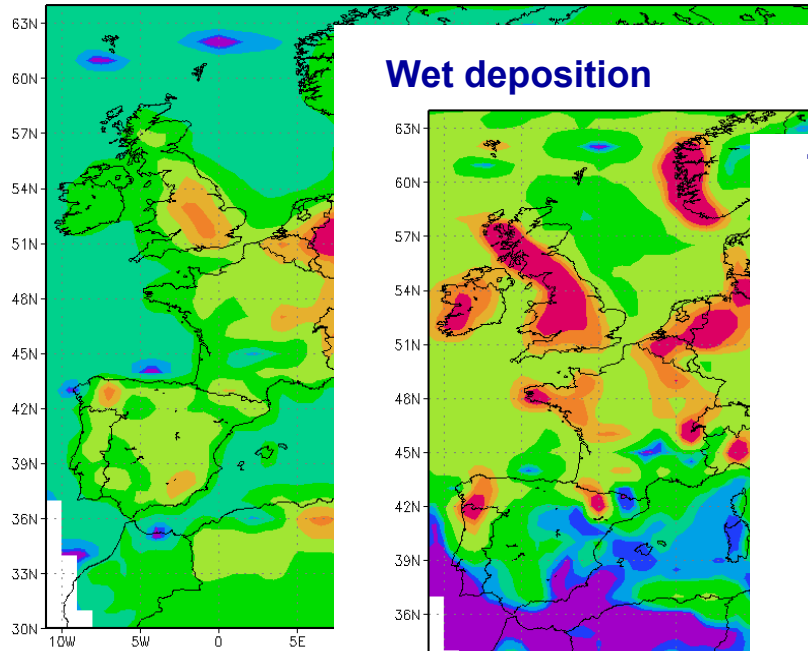 Wet deposition
63N
60N
57N
54N
51N
48N
45N
42N
39N
36N
33N
30N
10W 5W 0 5E
63N
60N
57N
54N
51N
48N
45N
42N
39N
36N